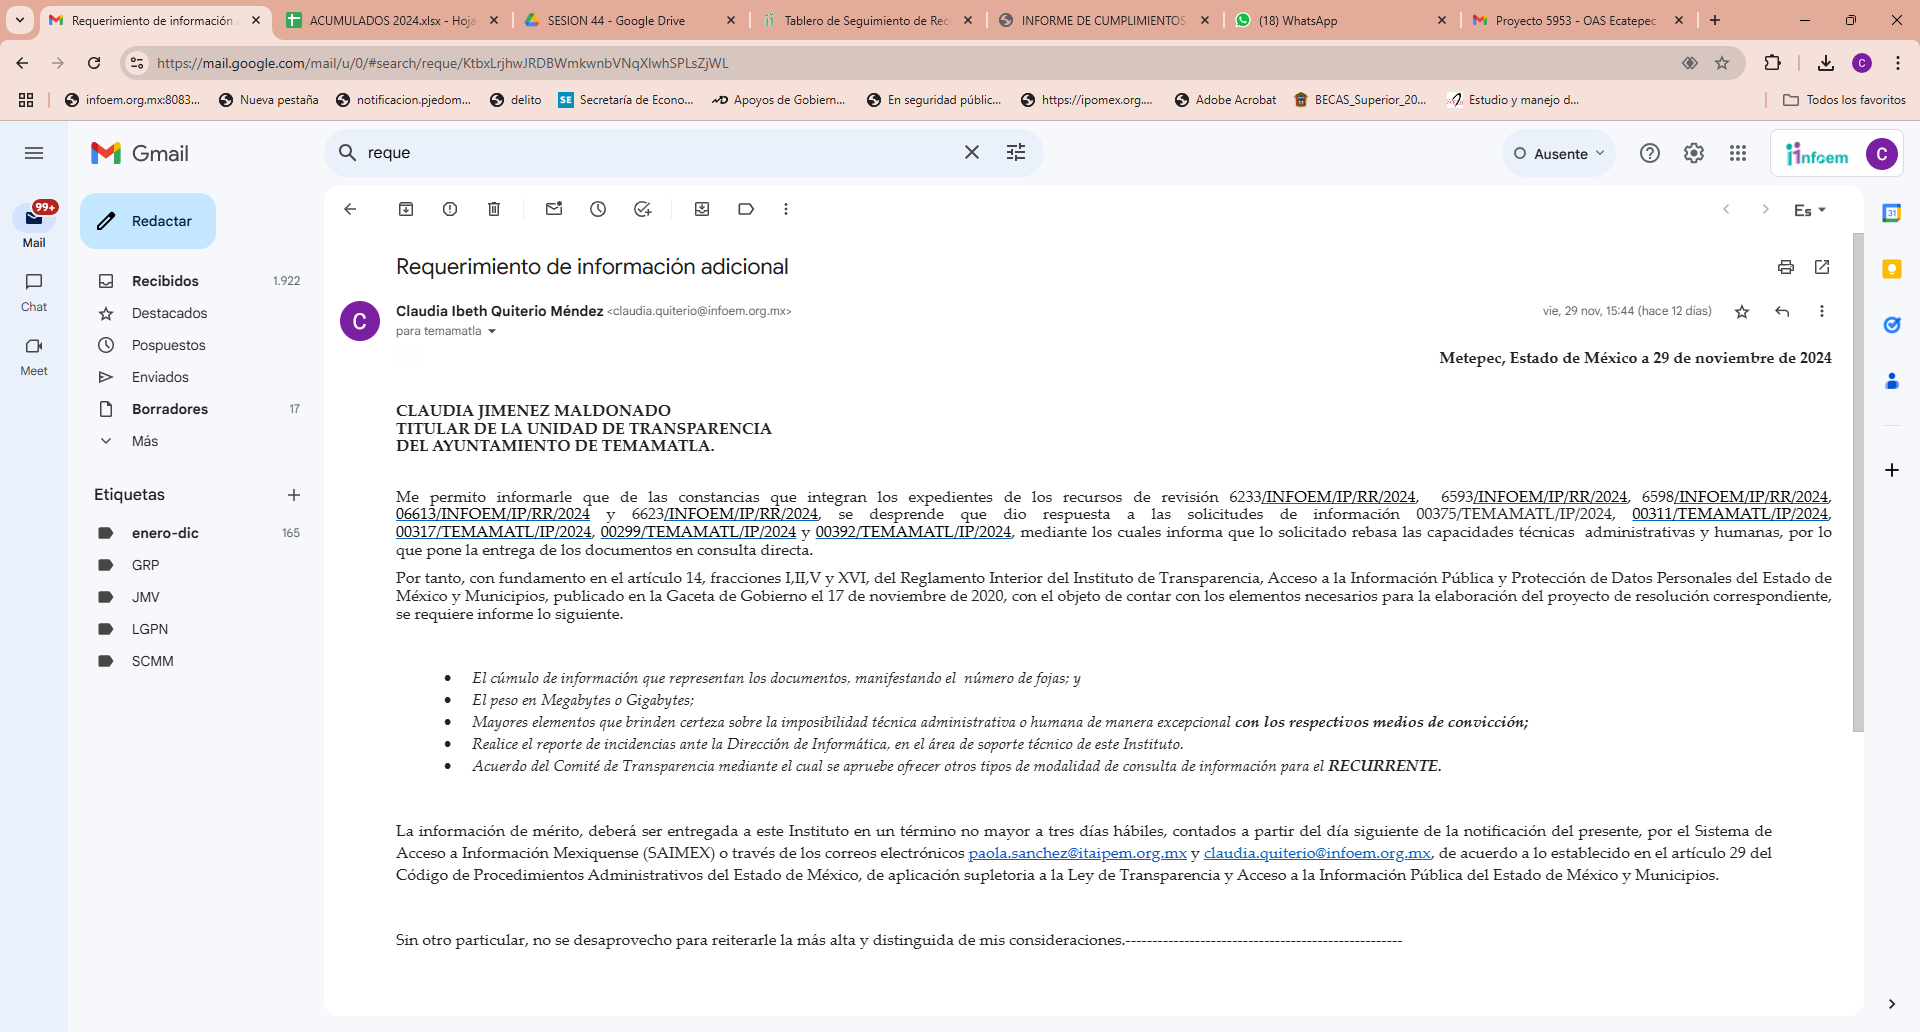 Requerimiento de información a
ACUMULADOS 2024.xlsx - Hoja
SESION 44 - Google Drive
Tablero de Seguimiento de Rec
INFORME DE CUMPLIMIENTOS
(18) WhatsApp
Proyecto 5953 - OAS Ecatepec
https://mail.google.com/mail/u/0/#search/reque/KtbxLrjhwJRDBWmkwnbVNqXlwhSPLsZjWL
C
infoem.org.mx:8083...
Nueva pestaña
notificacion.pjedom...
delito
SE Secretaría de Econo...
Apoyos de Gobiern...
En seguridad públic...
https://ipomex.org....
Adobe Acrobat
BECAS_Superior_20...
Estudio y manejo d...
Todos los favoritos
Gmail
reque
Ausente
infoem
C
99+
Mail
Chat
Meet
Redactar
Recibidos 1.922
Destacados
Pospuestos
Enviados
Borradores 17
Más
Etiquetas
enero-dic 165
GRP
JMV
LGPN
SCMM
Es
31
Requerimiento de información adicional
C
Claudia Ibeth Quiterio Méndez <claudia.quiterio@infoem.org.mx>
vie, 29 nov, 15:44 (hace 12 días)
para temamatla
Metepec, Estado de México a 29 de noviembre de 2024
CLAUDIA JIMENEZ MALDONADO
TITULAR DE LA UNIDAD DE TRANSPARENCIA
DEL AYUNTAMIENTO DE TEMAMATLA.
Me permito informarle que de las constancias que integran los expedientes de los recursos de revisión 6233/INFOEM/IP/RR/2024, 6593/INFOEM/IP/RR/2024, 6598/INFOEM/IP/RR/2024,
06613/INFOEM/IP/RR/2024 y 6623/INFOEM/IP/RR/2024, se desprende que dio respuesta a las solicitudes de información 00375/TEMAMATL/IP/2024, 00311/TEMAMATL/IP/2024,
00317/TEMAMATL/IP/2024, 00299/TEMAMATL/IP/2024 y 00392/TEMAMATL/IP/2024, mediante los cuales informa que lo solicitado rebasa las capacidades técnicas administrativas y humanas, por lo
que pone la entrega de los documentos en consulta directa.
Por tanto, con fundamento en el artículo 14, fracciones I,II,V y XVI, del Reglamento Interior del Instituto de Transparencia, Acceso a la Información Pública y Protección de Datos Personales del Estado de
México y Municipios, publicado en la Gaceta de Gobierno el 17 de noviembre de 2020, con el objeto de contar con los elementos necesarios para la elaboración del proyecto de resolución correspondiente,
se requiere informe lo siguiente.
• El cúmulo de información que representan los documentos, manifestando el número de fojas; y
• El peso en Megabytes o Gigabytes;
• Mayores elementos que brinden certeza sobre la imposibilidad técnica administrativa o humana de manera excepcional con los respectivos medios de convicción;
• Realice el reporte de incidencias ante la Dirección de Informática, en el área de soporte técnico de este Instituto.
• Acuerdo del Comité de Transparencia mediante el cual se apruebe ofrecer otros tipos de modalidad de consulta de información para el RECURRENTE.
La información de mérito, deberá ser entregada a este Instituto en un término no mayor a tres días hábiles, contados a partir del día siguiente de la notificación del presente, por el Sistema de
Acceso a Información Mexiquense (SAIMEX) o través de los correos electrónicos paola.sanchez@itaipem.org.mx y claudia.quiterio@infoem.org.mx, de acuerdo a lo establecido en el artículo 29 del
Código de Procedimientos Administrativos del Estado de México, de aplicación supletoria a la Ley de Transparencia y Acceso a la Información Pública del Estado de México y Municipios.
Sin otro particular, no se desaprovecho para reiterarle la más alta y distinguida de mis consideraciones.------------------------------------------------------